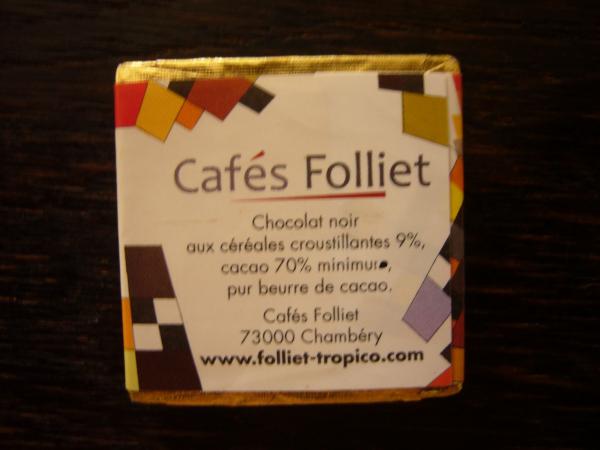 Cafés Folliet
Chocolat noir
aux céréales croustillantes 9%,
cacao 70% minimum,
pur beurre de cacao.
Cafés Folliet
73000 Chambéry
www.folliet-tropico.com